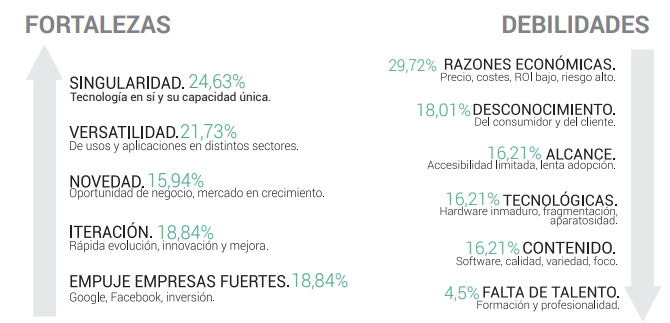 FORTALEZAS
SINGULARIDAD. 24,63%
Tecnología en sí y su capacidad única.
VERSATILIDAD. 21,73%
De usos y aplicaciones en distintos sectores.
NOVEDAD. 15,94%
Oportunidad de negocio, mercado en crecimiento.
ITERACIÓN. 18,84%
Rápida evolución, innovación y mejora.
EMPUJE EMPRESAS FUERTES. 18,84%
Google, Facebook, inversión.
DEBILIDADES
29,72% RAZONES ECONÓMICAS.
Precio, costes, ROI bajo, riesgo alto.
18,01% DESCONOCIMIENTO.
Del consumidor y del cliente.
16,21% ALCANCE.
Accesibilidad limitada, lenta adopción.
16,21% TECNOLÓGICAS.
Hardware inmaduro, fragmentación,
aparatosidad.
16,21% CONTENIDO.
Software, calidad, variedad, foco.
4,5% FALTA DE TALENTO.
Formación y profesionalidad.